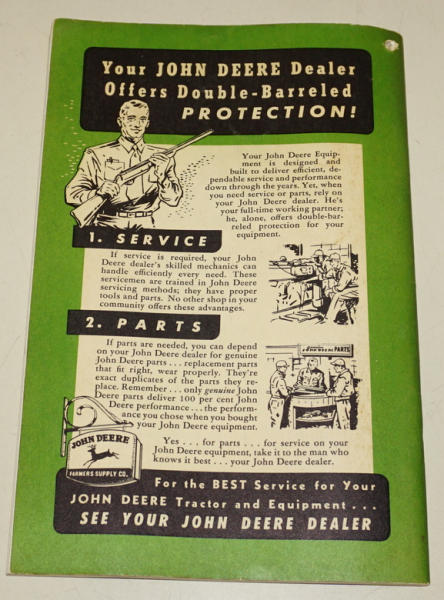 Your JOHN DEERE Dealer
Offers Double-Barreled
PROTECTION!
Your John Deere Equip-
ment is designed and
built to deliver efficient, de-
pendable service and performance
down through the years. Yet, when
you need service or parts, rely on
your John Deere dealer. He's
your full-time working partner;
he, alone, offers double-bar-
reled protection for your
equipment.
1. SERVICE
If service is required, your John
Deere dealer's skilled mechanics can
handle efficiently every need. These
servicemen are trained in John Deere
servicing methods; they have proper
tools and parts. No other shop in your
community offers these advantages.
2. PARTS
If parts are needed, you can depend
on your John Deere dealer for genuine
John Deere parts . . . replacement parts
that fit right, wear properly. They're
exact duplicates of the parts they re-
place. Remember . . . only genuine John
Deere parts deliver 100 per cent John
Deere performance . . . the perform-
ance you chose when you bought
your John Deere equipment.
JOHN DEERE PARTS
Yes . . . for parts . . . for service on your
John Deere equipment, take it to the man who
knows it best . . . your John Deere dealer.
JOHN DEERE
FARMERS SUPPLY CO.
For the BEST Service for Your
JOHN DEERE Tractor and Equipment . . .
SEE YOUR JOHN DEERE DEALER